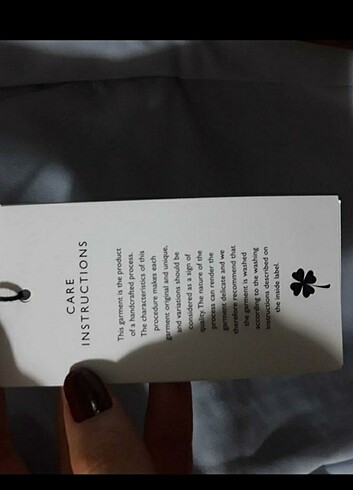 CARE
INSTRUCTIONS
This garment is the product
of a handcrafted process.
The characteristics of this
procedure makes each
garment original and unique,
and variations should be
considered as a sign of
quality. The nature of the
process can render the
garment delicate and we
therefore recommend that
the garment is washed
according to the washing
instructions described on
the inside label.